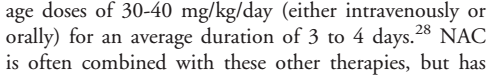 age doses of 30-40 mg/kg/day (either intravenously or
orally) for an average duration of 3 to 4 days.28 NAC
is often combined with these other therapies, but has